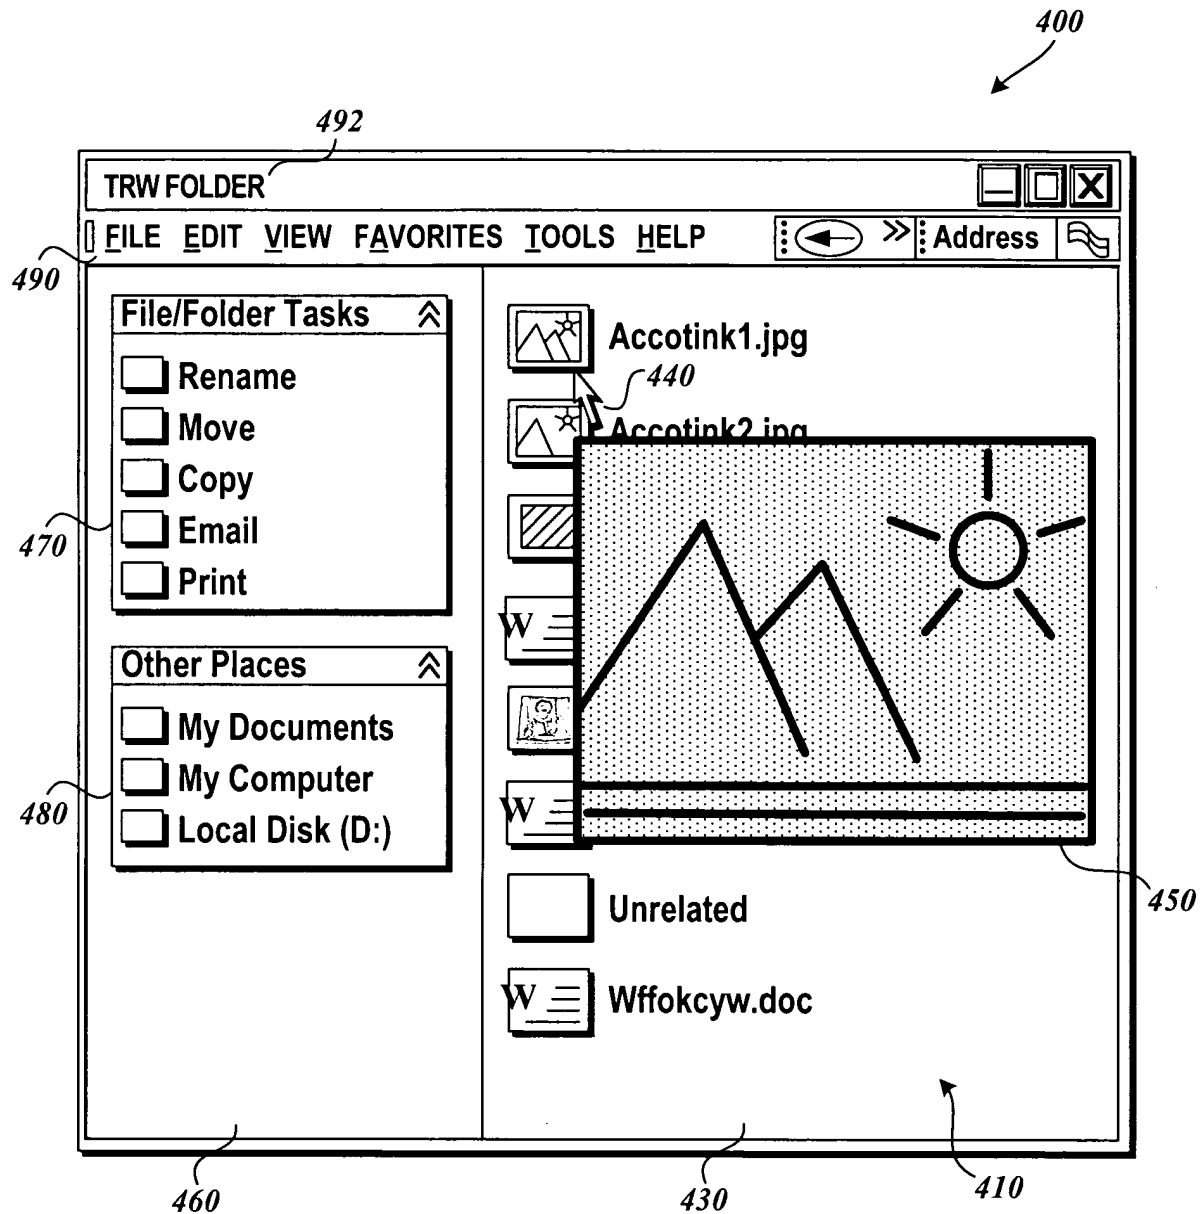 400
492
TRW FOLDER
FILE EDIT VIEW FAVORITES TOOLS HELP
Address
490
File/Folder Tasks
Rename
Move
Copy
Email
Print
470
Other Places
My Documents
My Computer
Local Disk (D:)
480
Accotink1.jpg
440
Accotink2.jpg
W
W
450
Unrelated
W
Wffokcyw.doc
460
430
410